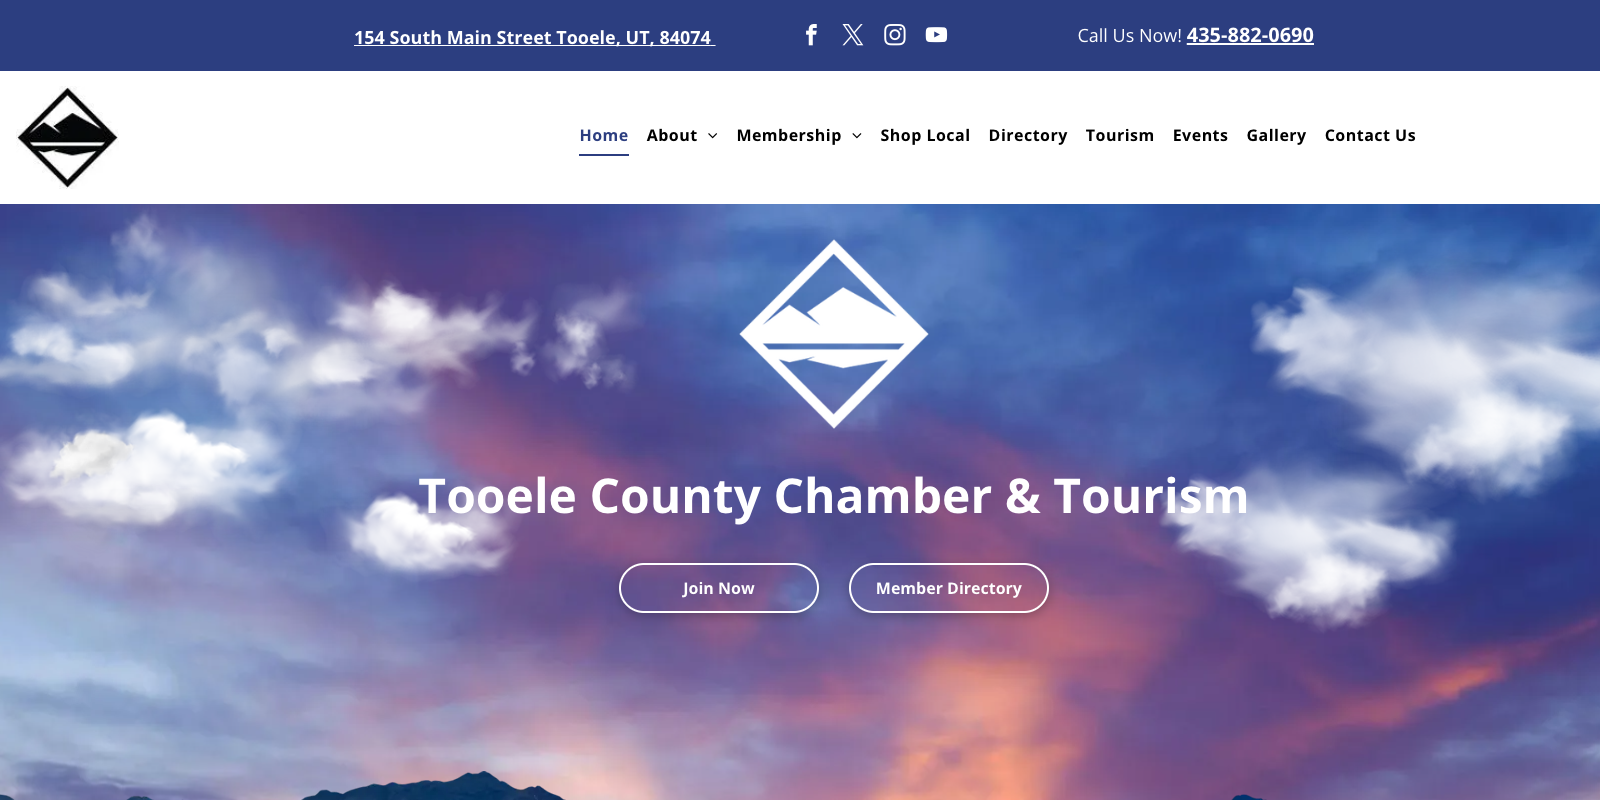 154 South Main Street Tooele, UT, 84074
Call Us Now! 435-882-0690
Home About Membership Shop Local Directory Tourism Events Gallery Contact Us
Tooele County Chamber & Tourism
Join Now Member Directory